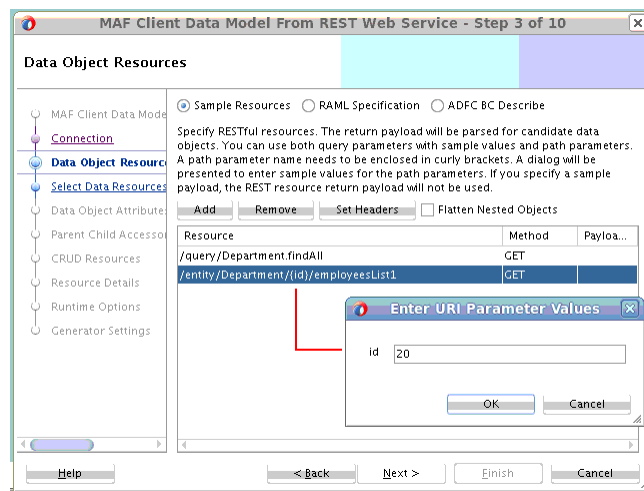 MAF Client Data Model From REST Web Service - Step 3 of 10
Data Object Resources
MAF Client Data Mode
Connection
Data Object Resourc
Select Data Resources
Data Object Attribute
Parent Child Accessor
CRUD Resources
Resource Details
Runtime Options
Generator Settings
Sample Resources RAML Specification ADFC BC Describe
Specify RESTful resources. The return payload will be parsed for candidate data
objects. You can use both query parameters with sample values and path parameters.
A path parameter name needs to be enclosed in curly brackets. A dialog will be
presented to enter sample values for the path parameters. If you specify a sample
payload, the REST resource return payload will not be used.
Add Remove Set Headers Flatten Nested Objects
Resource Method Payloa...
/query/Department.findAll GET
/entity/Department/{id}/employeesList1 GET
Enter URI Parameter Values
id 20
OK Cancel
Help < Back Next > Finish Cancel